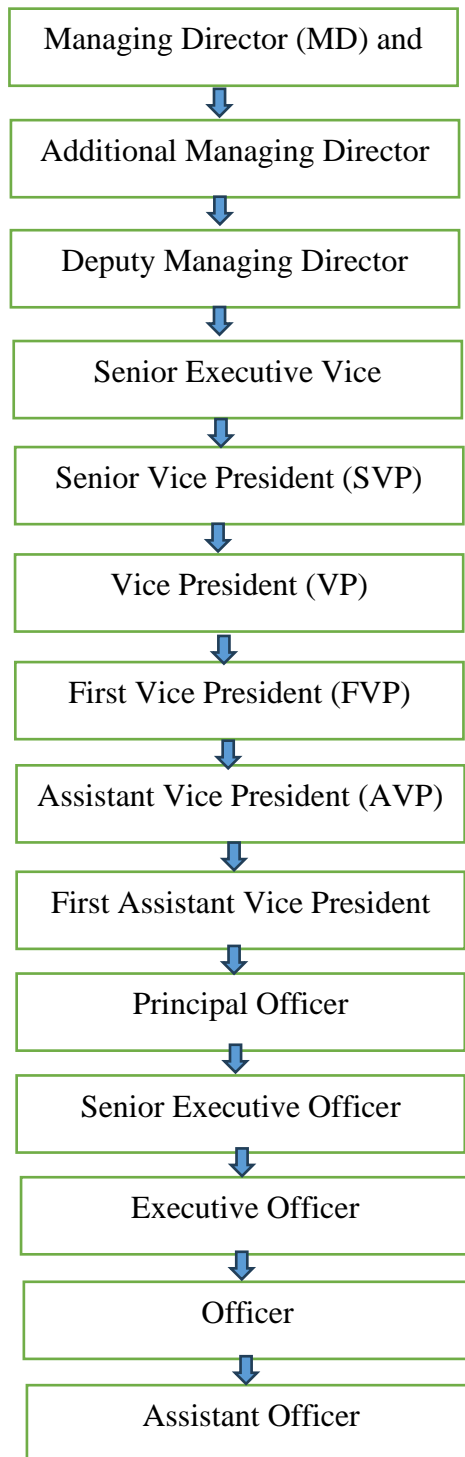 Managing Director (MD) and
Additional Managing Director
Deputy Managing Director
Senior Executive Vice
Senior Vice President (SVP)
Vice President (VP)
First Vice President (FVP)
Assistant Vice President (AVP)
First Assistant Vice President
Principal Officer
Senior Executive Officer
Executive Officer
Officer
Assistant Officer